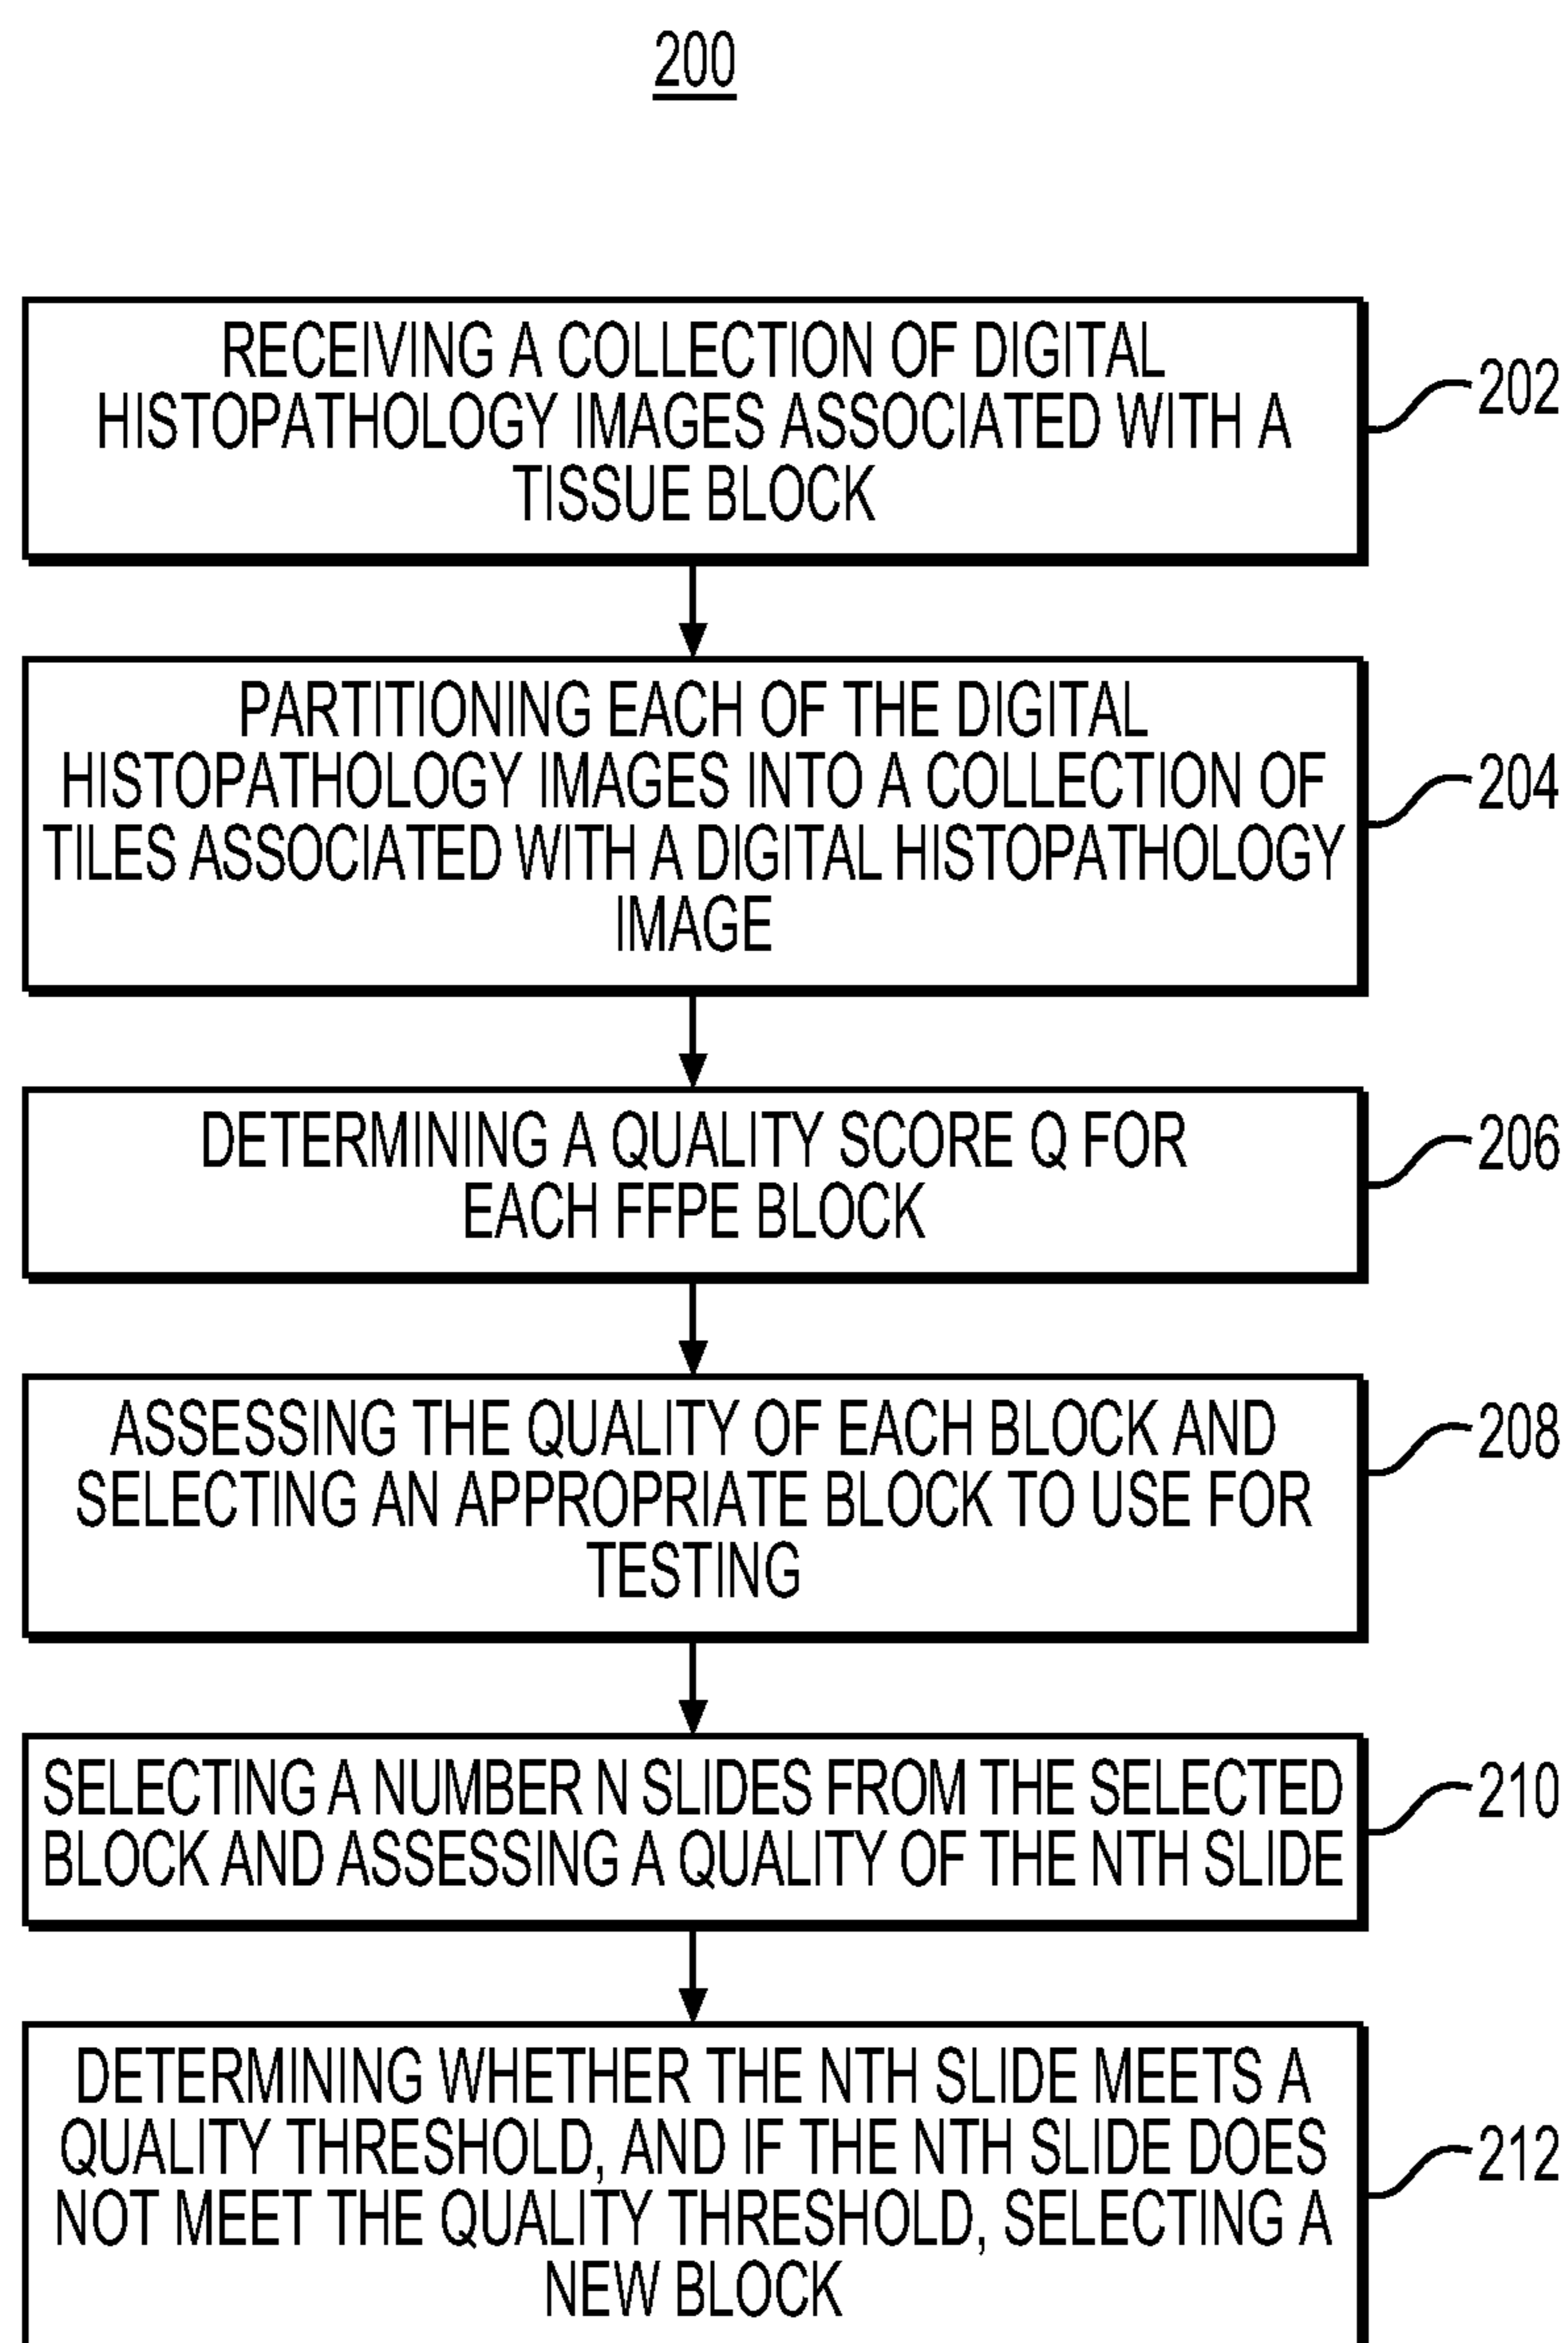 200
RECEIVING A COLLECTION OF DIGITAL
HISTOPATHOLOGY IMAGES ASSOCIATED WITH A
TISSUE BLOCK
202
PARTITIONING EACH OF THE DIGITAL
HISTOPATHOLOGY IMAGES INTO A COLLECTION OF
TILES ASSOCIATED WITH A DIGITAL HISTOPATHOLOGY
IMAGE
204
DETERMINING A QUALITY SCORE Q FOR
EACH FFPE BLOCK
206
ASSESSING THE QUALITY OF EACH BLOCK AND
SELECTING AN APPROPRIATE BLOCK TO USE FOR
TESTING
208
SELECTING A NUMBER N SLIDES FROM THE SELECTED
BLOCK AND ASSESSING A QUALITY OF THE NTH SLIDE
210
DETERMINING WHETHER THE NTH SLIDE MEETS A
QUALITY THRESHOLD, AND IF THE NTH SLIDE DOES
NOT MEET THE QUALITY THRESHOLD, SELECTING A
NEW BLOCK
212